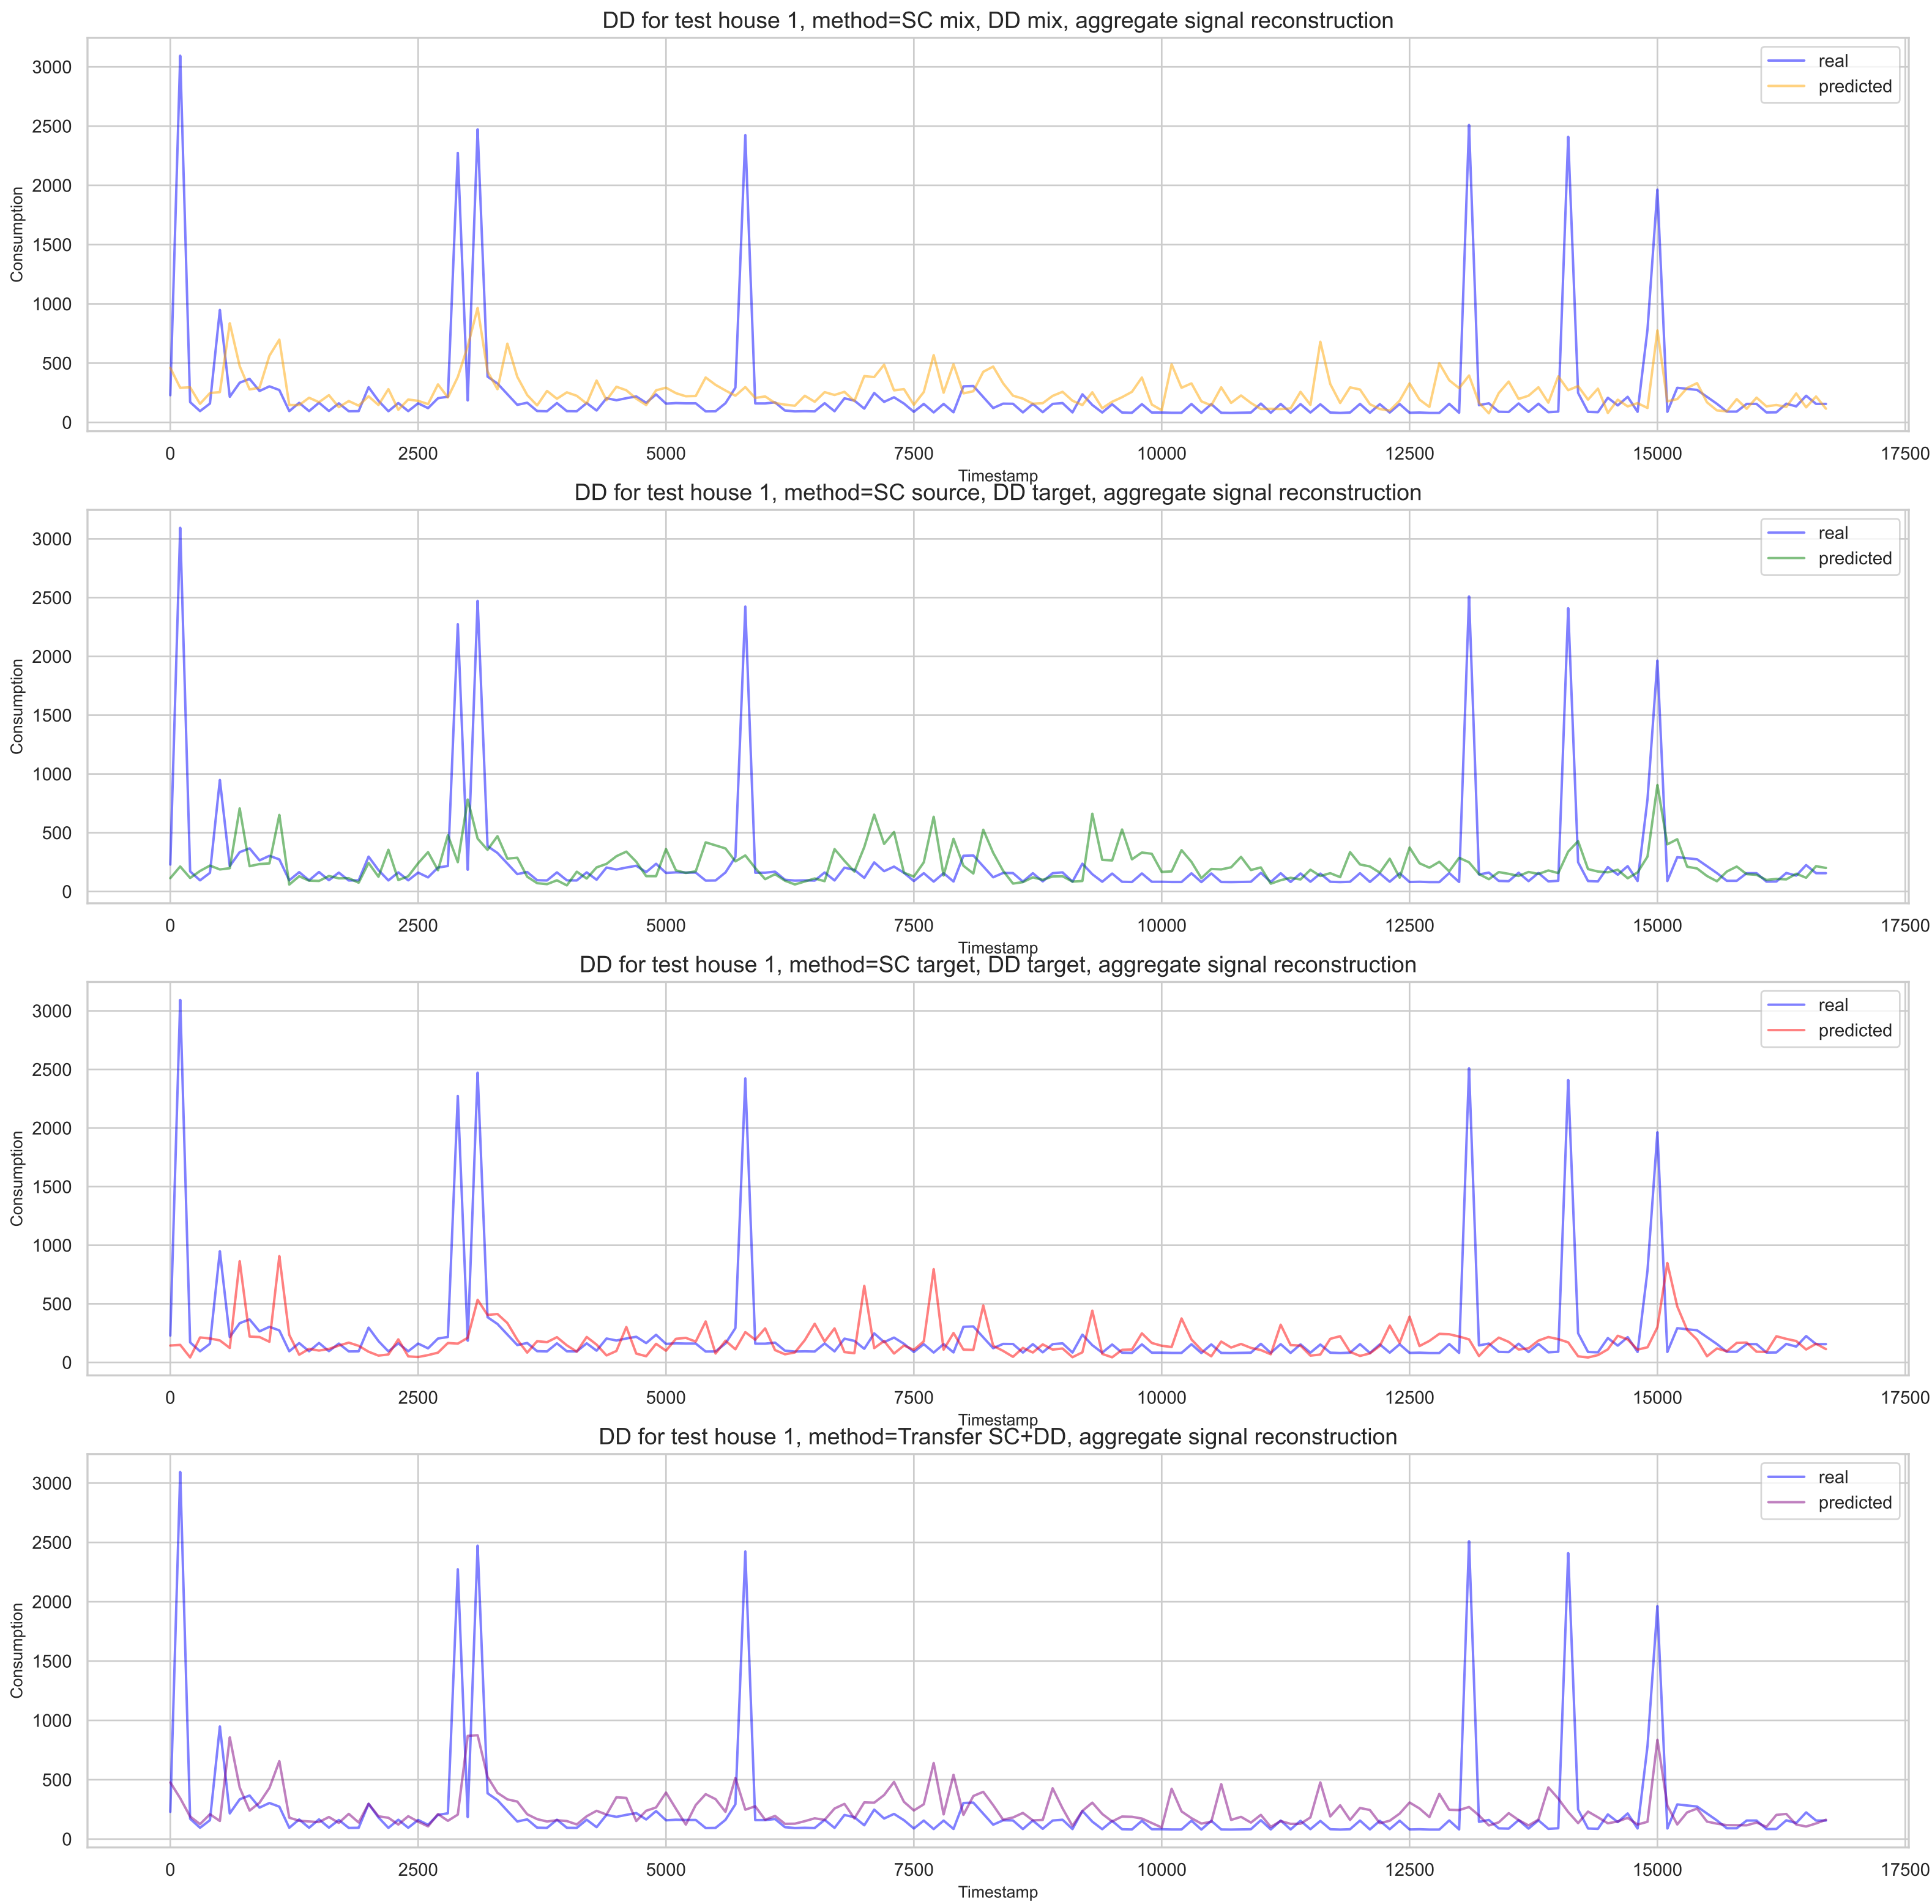 DD for test house 1, method=SC mix, DD mix, aggregate signal reconstruction
real
predicted
3000
2500
2000
1500
1000
500
0
Consumption
0 2500 5000 7500 10000 12500 15000 17500
Timestamp
DD for test house 1, method=SC source, DD target, aggregate signal reconstruction
real
predicted
3000
2500
2000
1500
1000
500
0
Consumption
0 2500 5000 7500 10000 12500 15000 17500
Timestamp
DD for test house 1, method=SC target, DD target, aggregate signal reconstruction
real
predicted
3000
2500
2000
1500
1000
500
0
Consumption
0 2500 5000 7500 10000 12500 15000 17500
Timestamp
DD for test house 1, method=Transfer SC+DD, aggregate signal reconstruction
real
predicted
3000
2500
2000
1500
1000
500
0
Consumption
0 2500 5000 7500 10000 12500 15000 17500
Timestamp